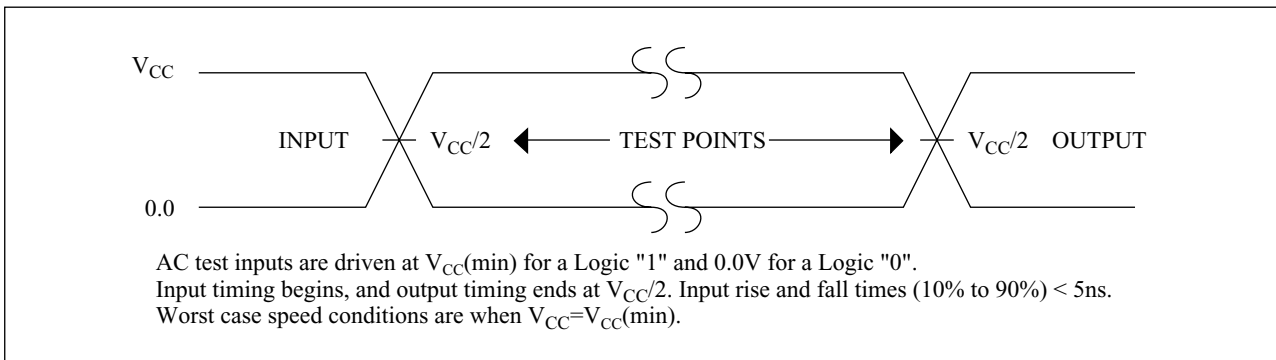 VCC
INPUT VCC/2 TEST POINTS VCC/2 OUTPUT
0.0
AC test inputs are driven at VCC(min) for a Logic "1" and 0.0V for a Logic "0".
Input timing begins, and output timing ends at VCC/2. Input rise and fall times (10% to 90%) < 5ns.
Worst case speed conditions are when VCC=VCC(min).